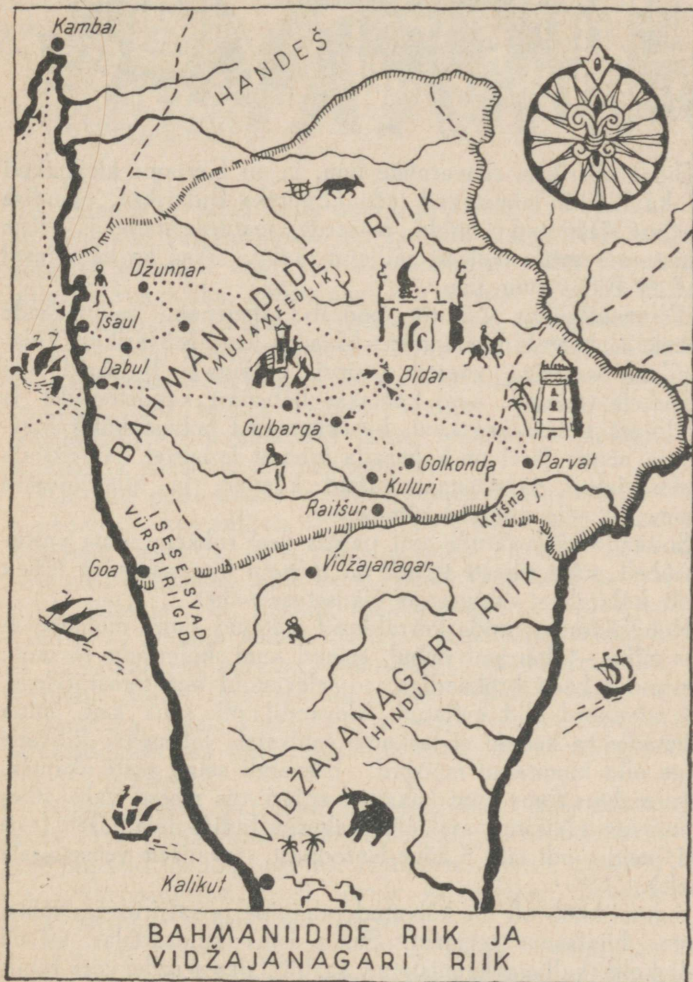 Kambai
HANDEŠ
BAHMANIIDIDE RIIK
(MUHAMEEDLIK)
Džunnar
Tšaul
Dabul
Bidar
Gulbarga
Golkonda
Kuluri
Parvat
Raitšur
Krišna j.
ISESEISVAD
VÜRSTIRIIGID
Goa
Vidžajanagar
VIDŽAJANAGARI RIIK
(HINDU)
Kalikut
BAHMANIIDIDE RIIK JA
VIDŽAJANAGARI RIIK